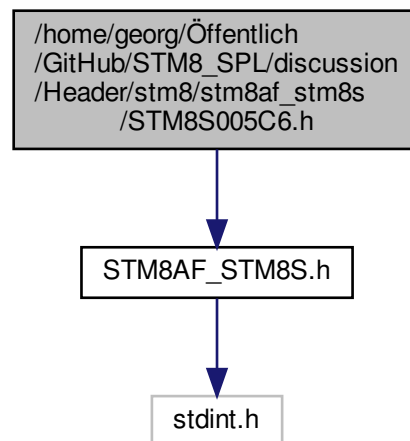 /home/georg/Öffentlich
/GitHub/STM8_SPL/discussion
/Header/stm8/stm8af_stm8s
/STM8S005C6.h
STM8AF_STM8S.h
stdint.h